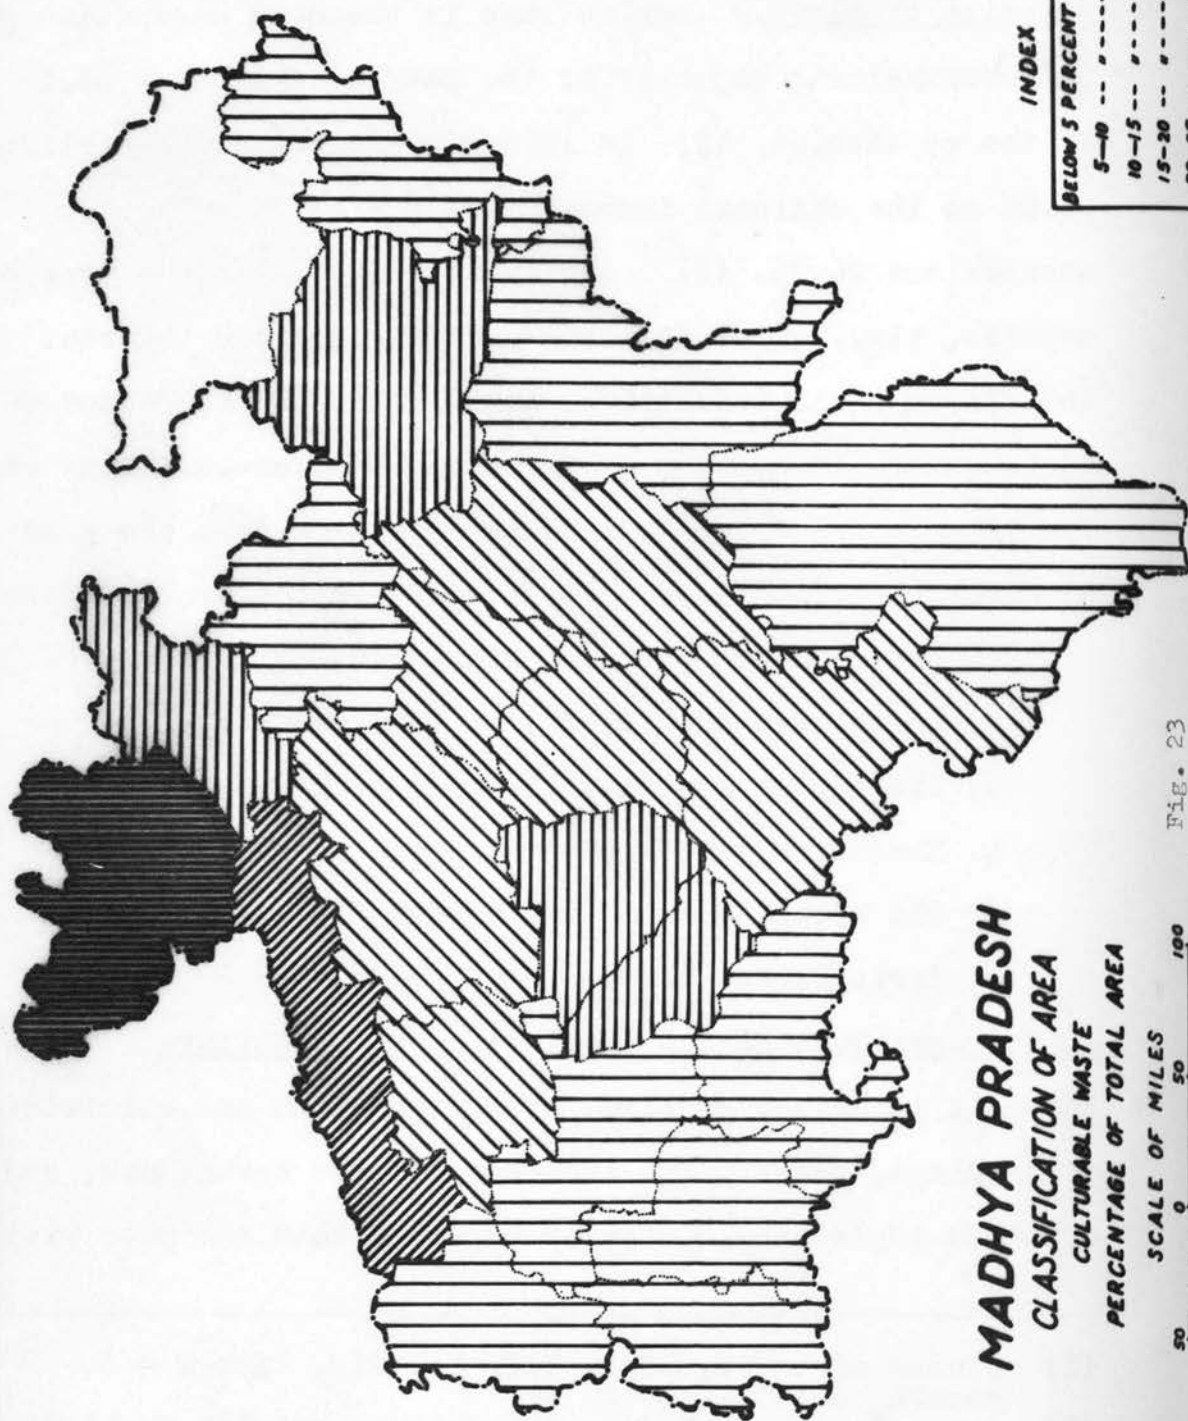 INDEX
BELOW 5 PERCENT
5-10 -- " ----
10-15 -- " ----
15-20 -- " ----
MADHYA PRADESH
CLASSIFICATION OF AREA
CULTURABLE WASTE
PERCENTAGE OF TOTAL AREA
SCALE OF MILES
50 0 50 100
Fig. 23